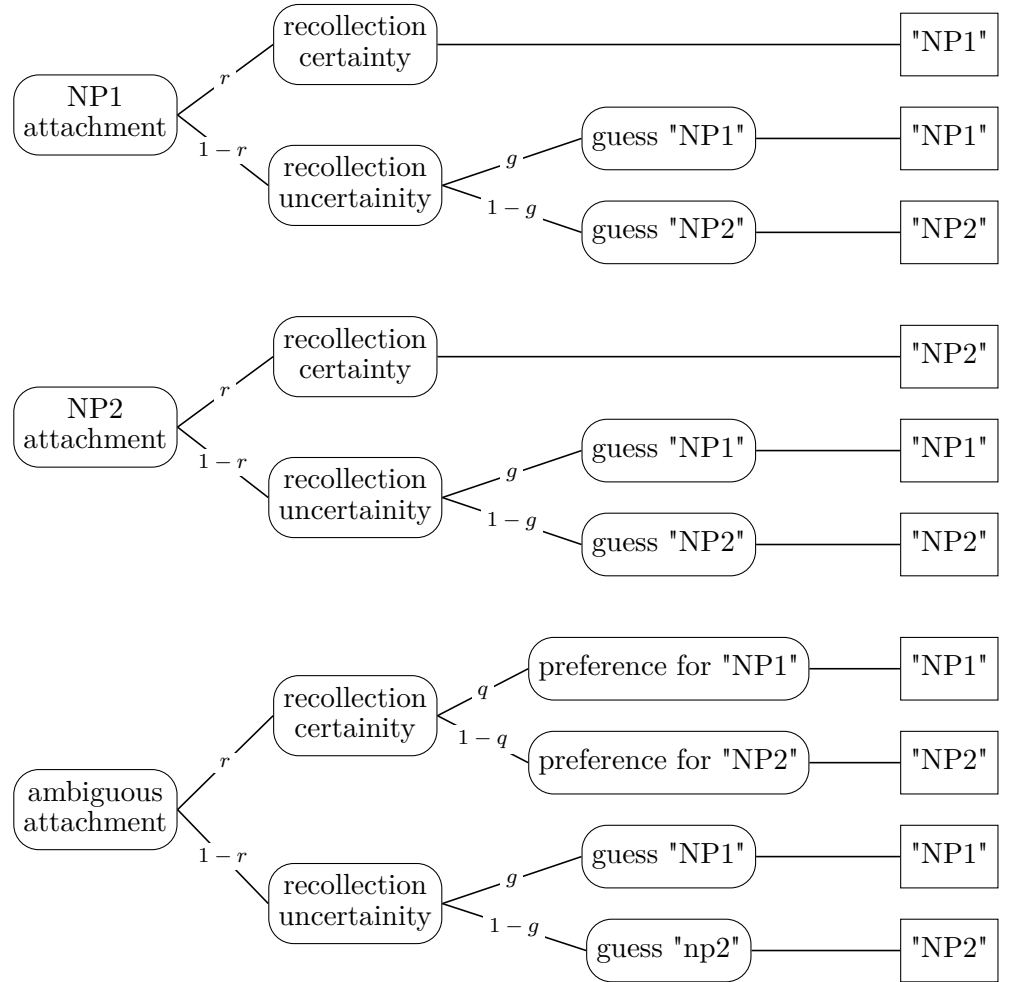 recollection
certainty
"NP1"
NP1
attachment
r
1 − r
recollection
uncertainity
g
1 − g
guess "NP1"
"NP1"
guess "NP2"
"NP2"
recollection
certainty
"NP2"
NP2
attachment
r
1 − r
recollection
uncertainity
g
1 − g
guess "NP1"
"NP1"
guess "NP2"
"NP2"
ambiguous
attachment
r
1 − r
recollection
certainity
q
1 − q
preference for "NP1"
"NP1"
preference for "NP2"
"NP2"
recollection
uncertainity
g
1 − g
guess "NP1"
"NP1"
guess "np2"
"NP2"